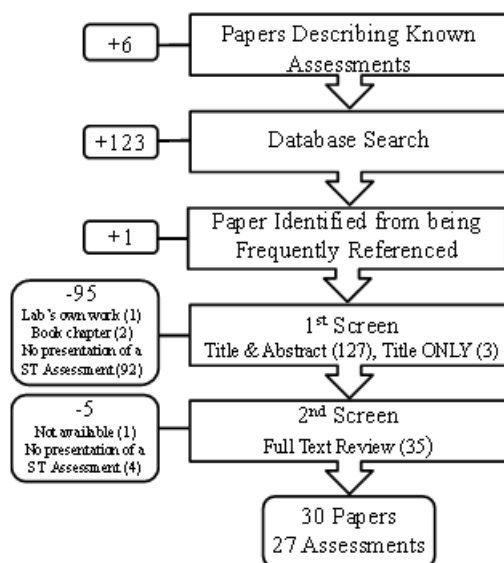 +6
Papers Describing Known
Assessments
+123
Database Search
+1
Paper Identified from being
Frequently Referenced
-95
Lab's own work (1)
Book chapter (2)
No presentation of a
ST Assessment (92)
1st Screen
Title & Abstract (127), Title ONLY (3)
-5
Not available (1)
No presentation of a
ST Assessment (4)
2nd Screen
Full Text Review (35)
30 Papers
27 Assessments